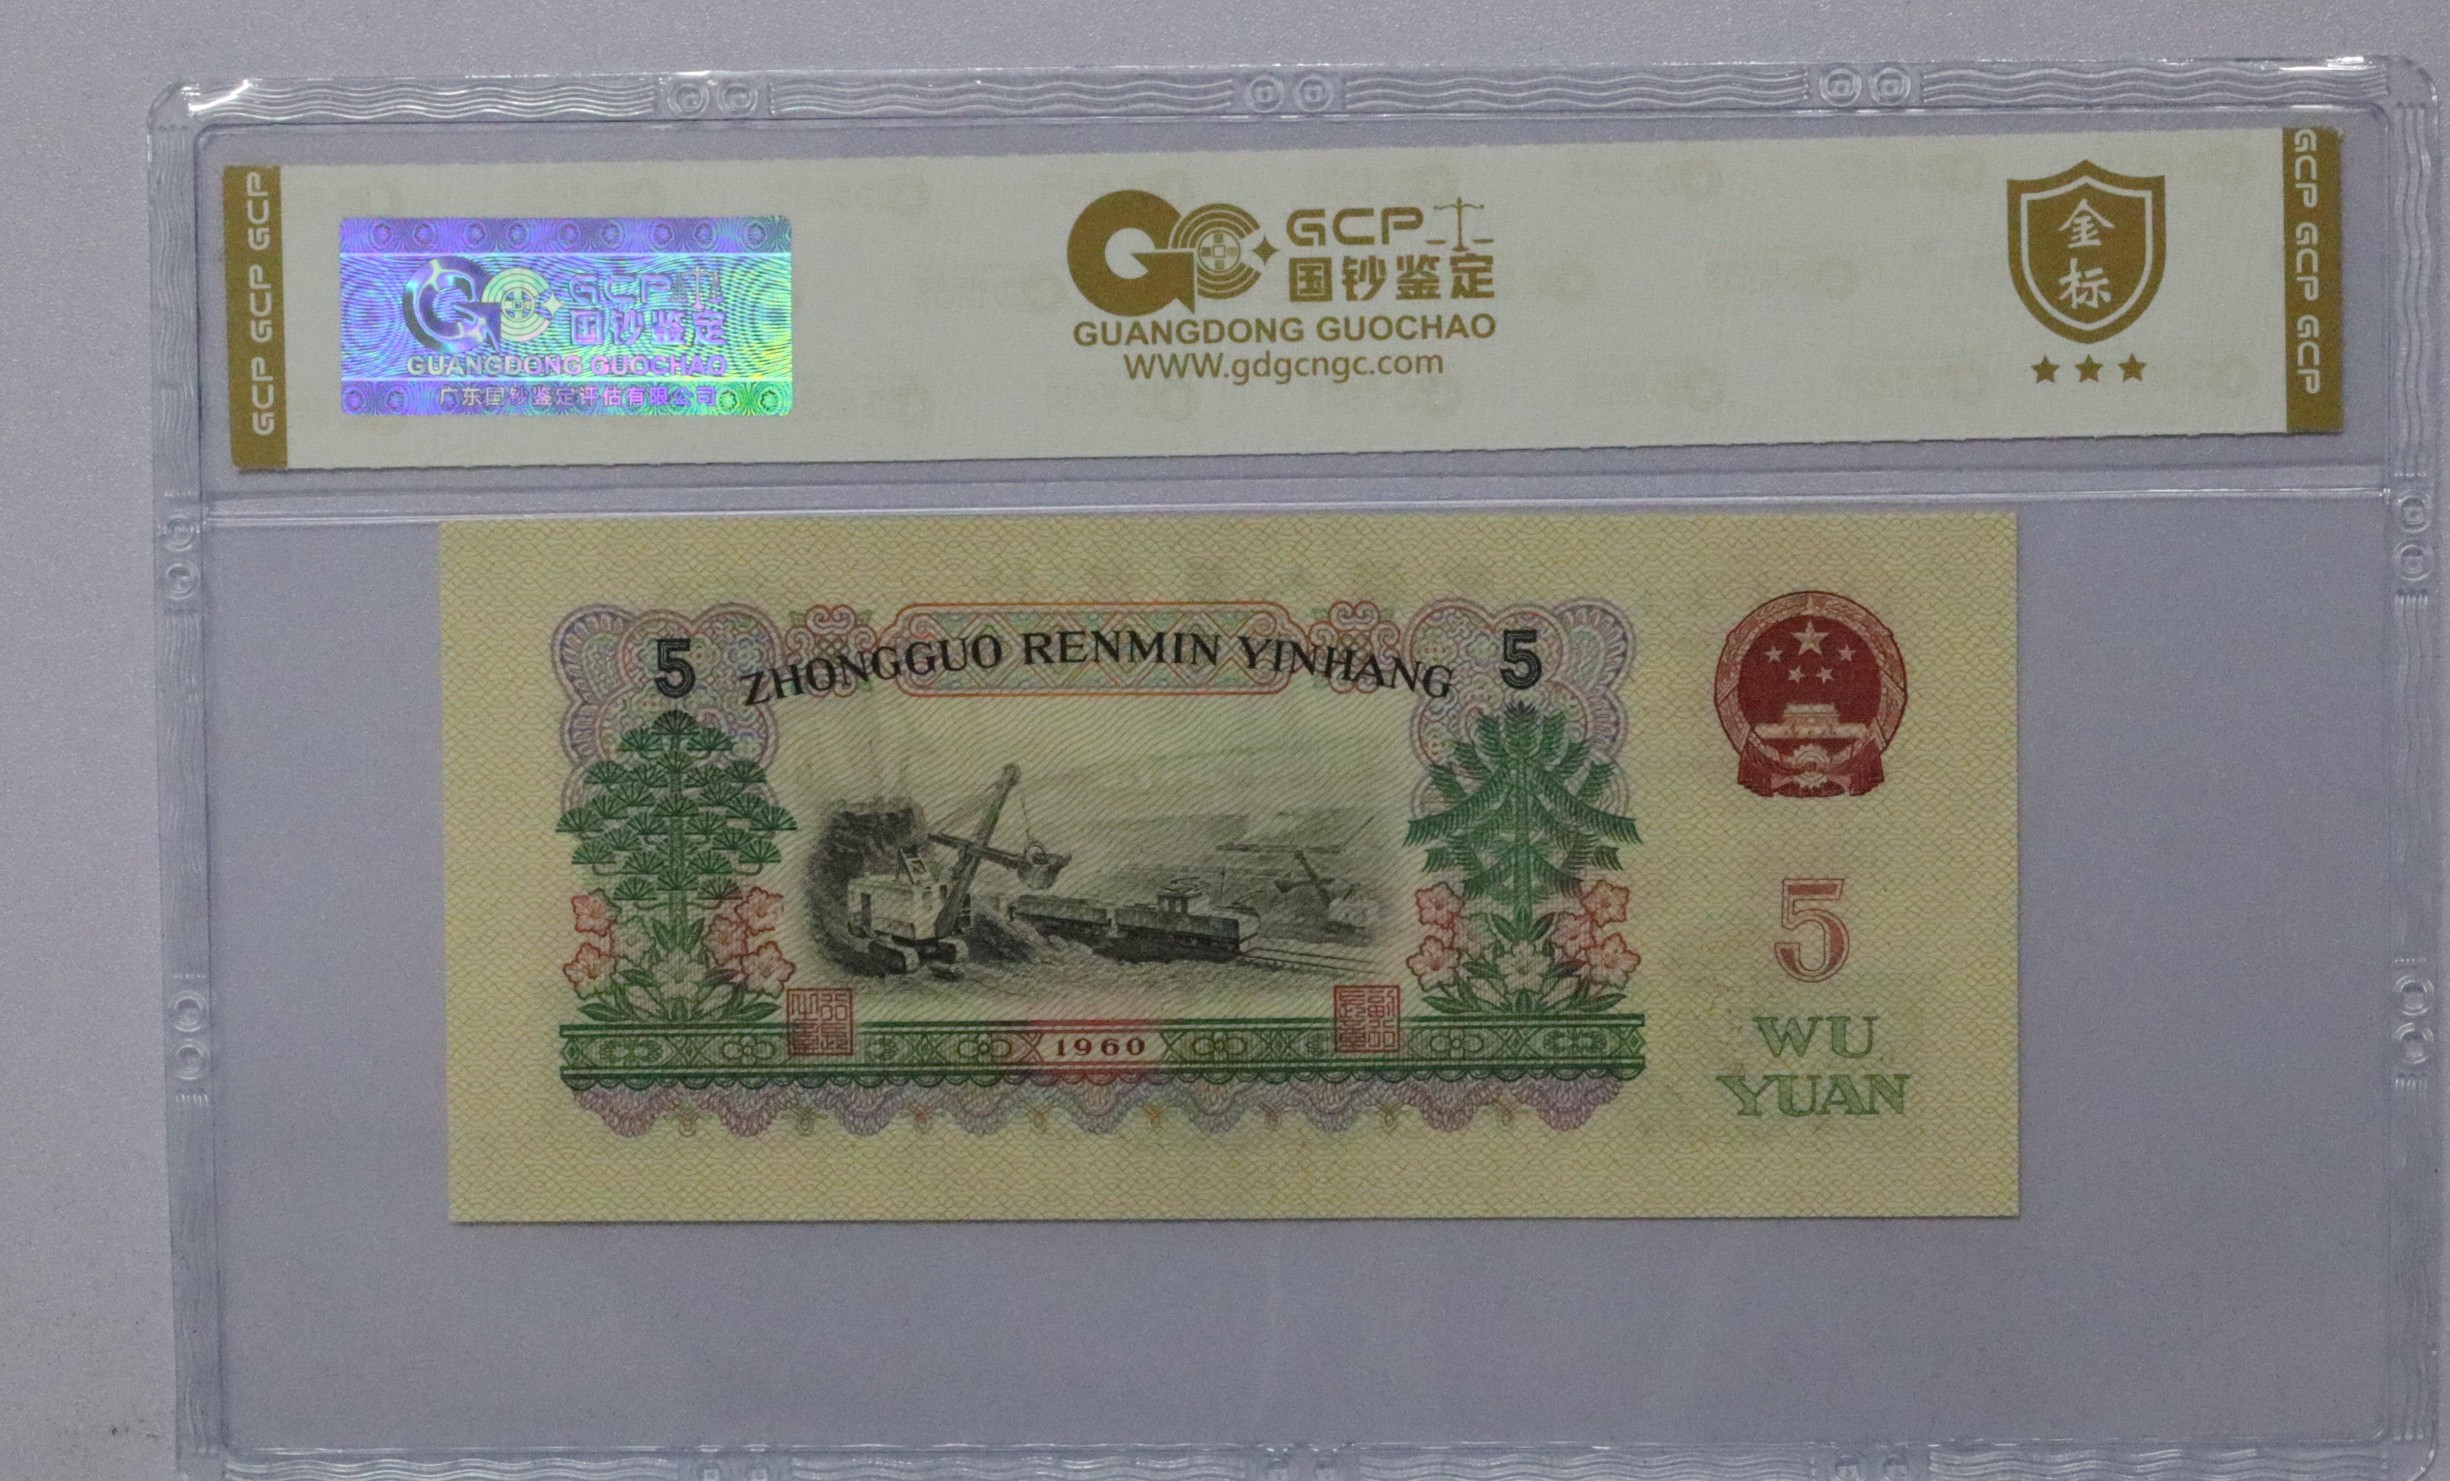 GCP GCP GCP
GCP
国钞鉴定
GUANGDONG GUOCHAO
广东国钞鉴定评估有限公司
GCP
国钞鉴定
GUANGDONG GUOCHAO
WWW.gdgcngc.com
金
标
GCP GCP GCP
5 ZHONGGUO RENMIN YINHANG 5
1960
5
WU
YUAN